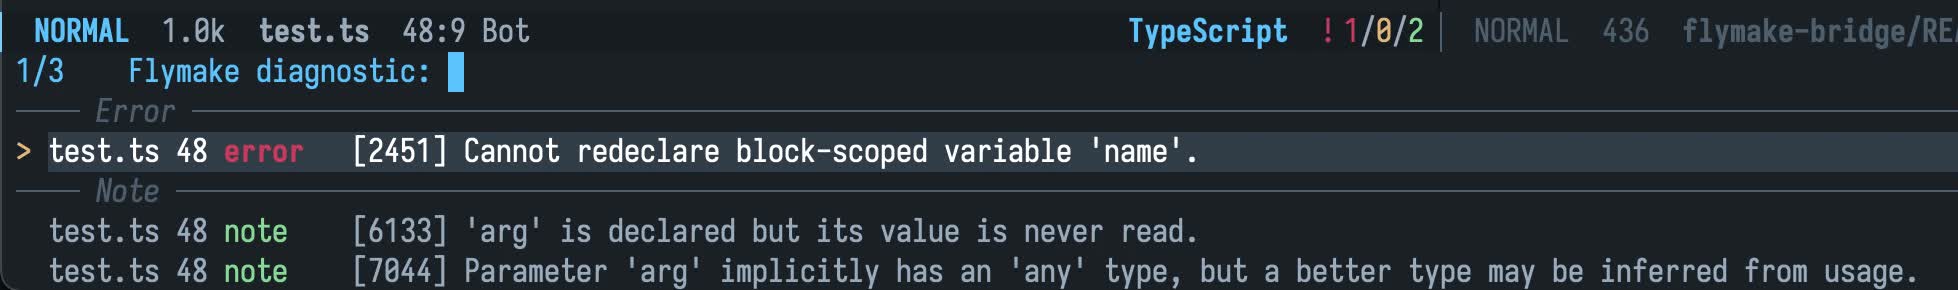 NORMAL 1.0k test.ts 48:9 Bot TypeScript ! 1/0/2 NORMAL 436 flymake-bridge/REA
1/3 Flymake diagnostic:
Error
> test.ts 48 error [2451] Cannot redeclare block-scoped variable 'name'.
Note
test.ts 48 note [6133] 'arg' is declared but its value is never read.
test.ts 48 note [7044] Parameter 'arg' implicitly has an 'any' type, but a better type may be inferred from usage.